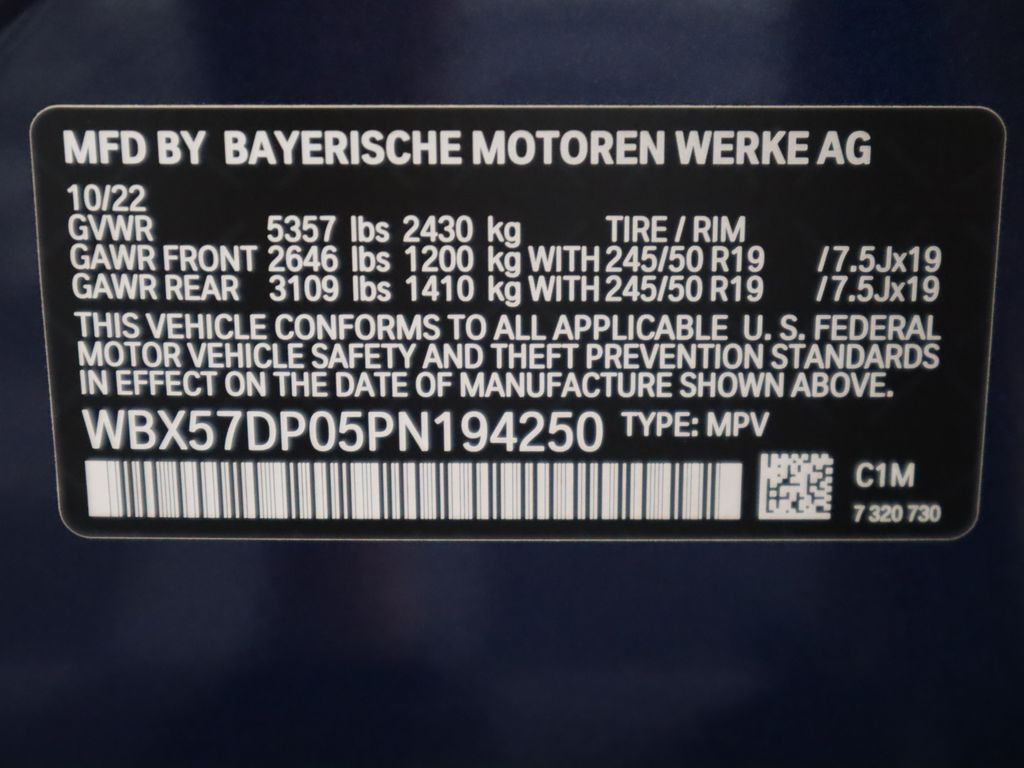 MFD BY BAYERISCHE MOTOREN WERKE AG
10/22
GVWR 5357 lbs 2430 kg TIRE / RIM
GAWR FRONT 2646 lbs 1200 kg WITH 245/50 R19 /7.5Jx19
GAWR REAR 3109 lbs 1410 kg WITH 245/50 R19 /7.5Jx19
THIS VEHICLE CONFORMS TO ALL APPLICABLE U. S. FEDERAL
MOTOR VEHICLE SAFETY AND THEFT PREVENTION STANDARDS
IN EFFECT ON THE DATE OF MANUFACTURE SHOWN ABOVE.
WBX57DP05PN194250 TYPE: MPV
C1M
7 320 730